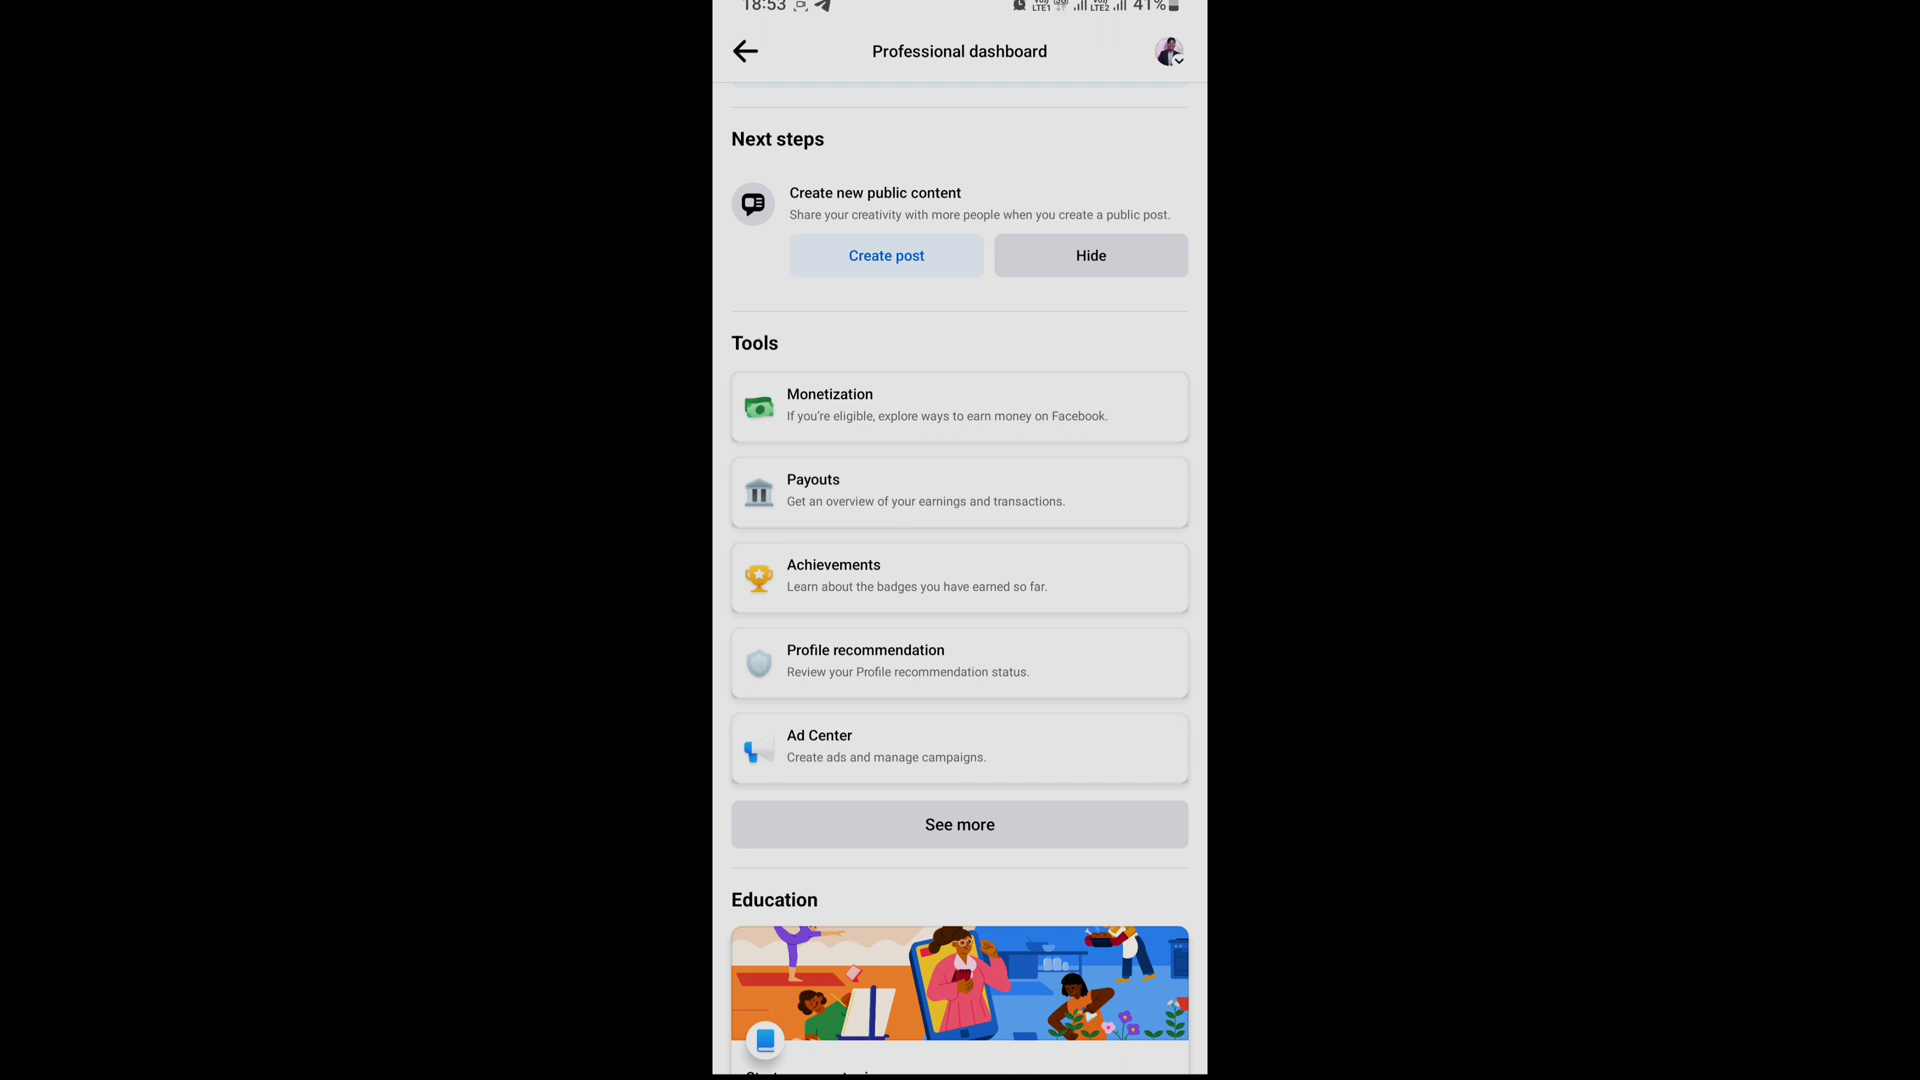 18:53 41%
LTE1 LTE2
Professional dashboard
Next steps
Create new public content
Share your creativity with more people when you create a public post.
Create post Hide
Tools
Monetization
If you're eligible, explore ways to earn money on Facebook.
Payouts
Get an overview of your earnings and transactions.
Achievements
Learn about the badges you have earned so far.
Profile recommendation
Review your Profile recommendation status.
Ad Center
Create ads and manage campaigns.
See more
Education